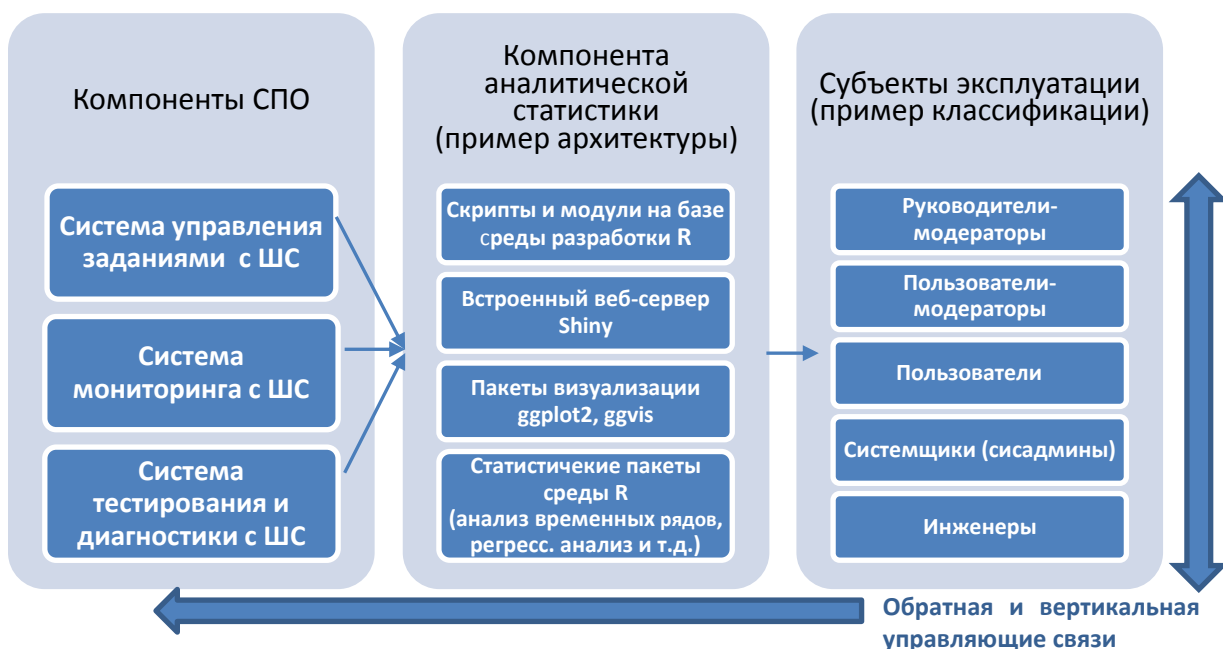 Компоненты СПО
Система управления
заданиями с ШС
Система
мониторинга с ШС
Система
тестирования и
диагностики с ШС
Компонента
аналитической
статистики
(пример архитектуры)
Скрипты и модули на базе
среды разработки R
Встроенный веб-сервер
Shiny
Пакеты визуализации
ggplot2, ggvis
Статистичекие пакеты
среды R
(анализ временных рядов,
регресс. анализ и т.д.)
Субъекты эксплуатации
(пример классификации)
Руководители-
модераторы
Пользователи-
модераторы
Пользователи
Системщики (сисадмины)
Инженеры
Обратная и вертикальная
управляющие связи